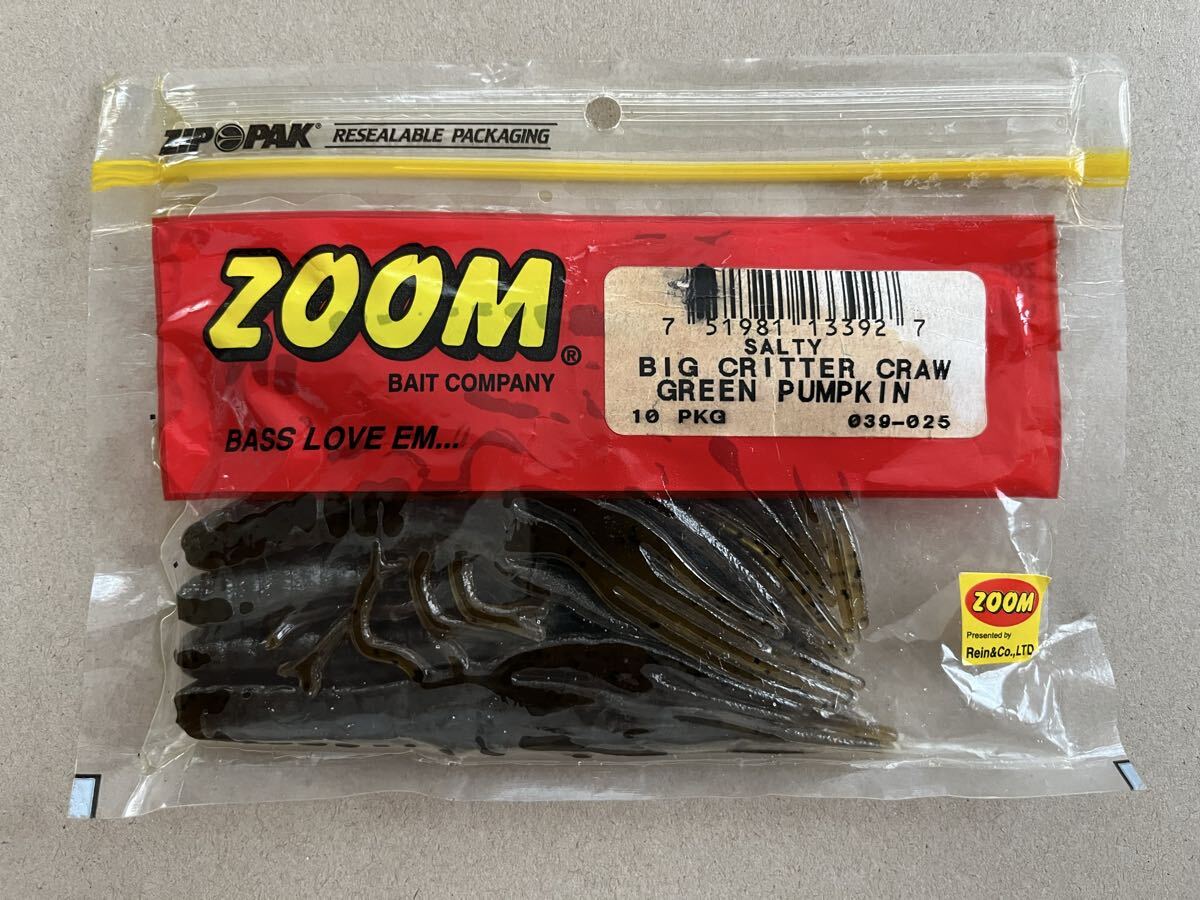 ZIP PAK® RESEALABLE PACKAGING
ZOOM®
BAIT COMPANY
BASS LOVE EM...
7 51981 13392 7
SALTY
BIG CRITTER CRAW
GREEN PUMPKIN
10 PKG 039-025
ZOOM
Presented by
Rein&Co.,LTD